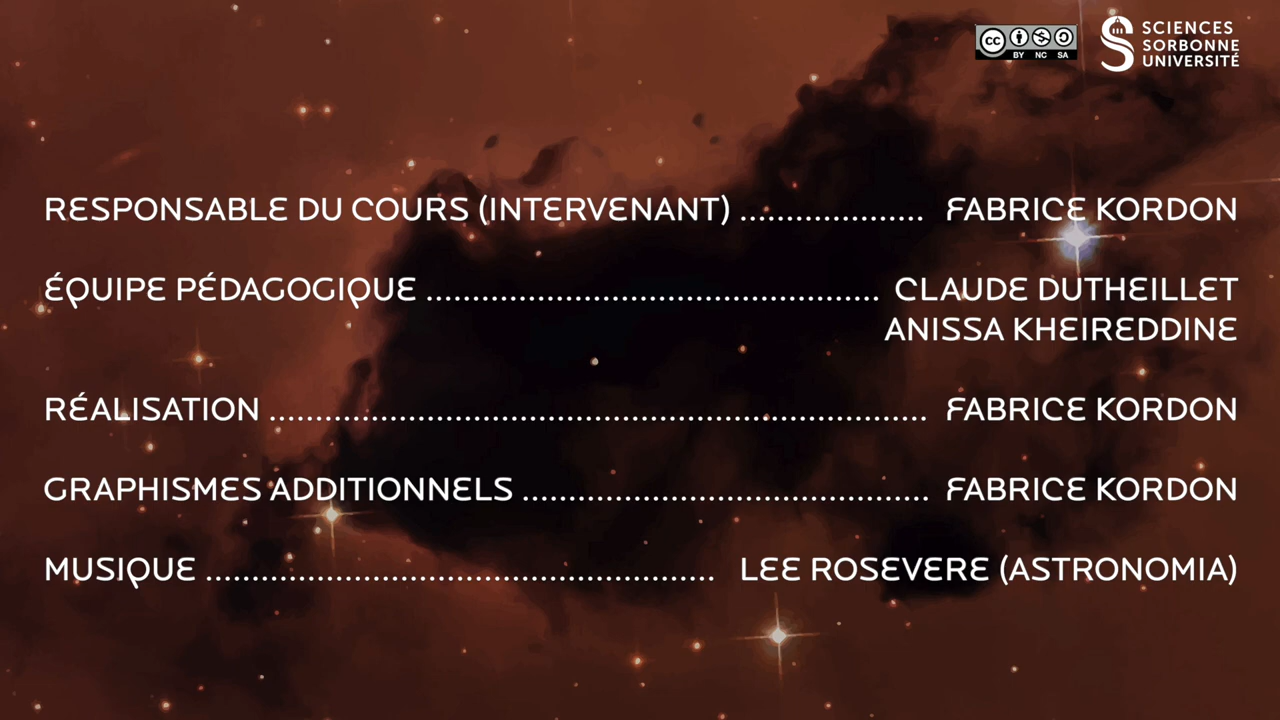 CC BY NC SA
SCIENCES
SORBONNE
UNIVERSITÉ
RESPONSABLE DU COURS (INTERVENANT) .................... FABRICE KORDON
ÉQUIPE PÉDAGOGIQUE .................................................. CLAUDE DUTHEILLET
ANISSA KHEIREDDINE
RÉALISATION ........................................................................ FABRICE KORDON
GRAPHISMES ADDITIONNELS ............................................ FABRICE KORDON
MUSIQUE ........................................................ LEE ROSEVERE (ASTRONOMIA)